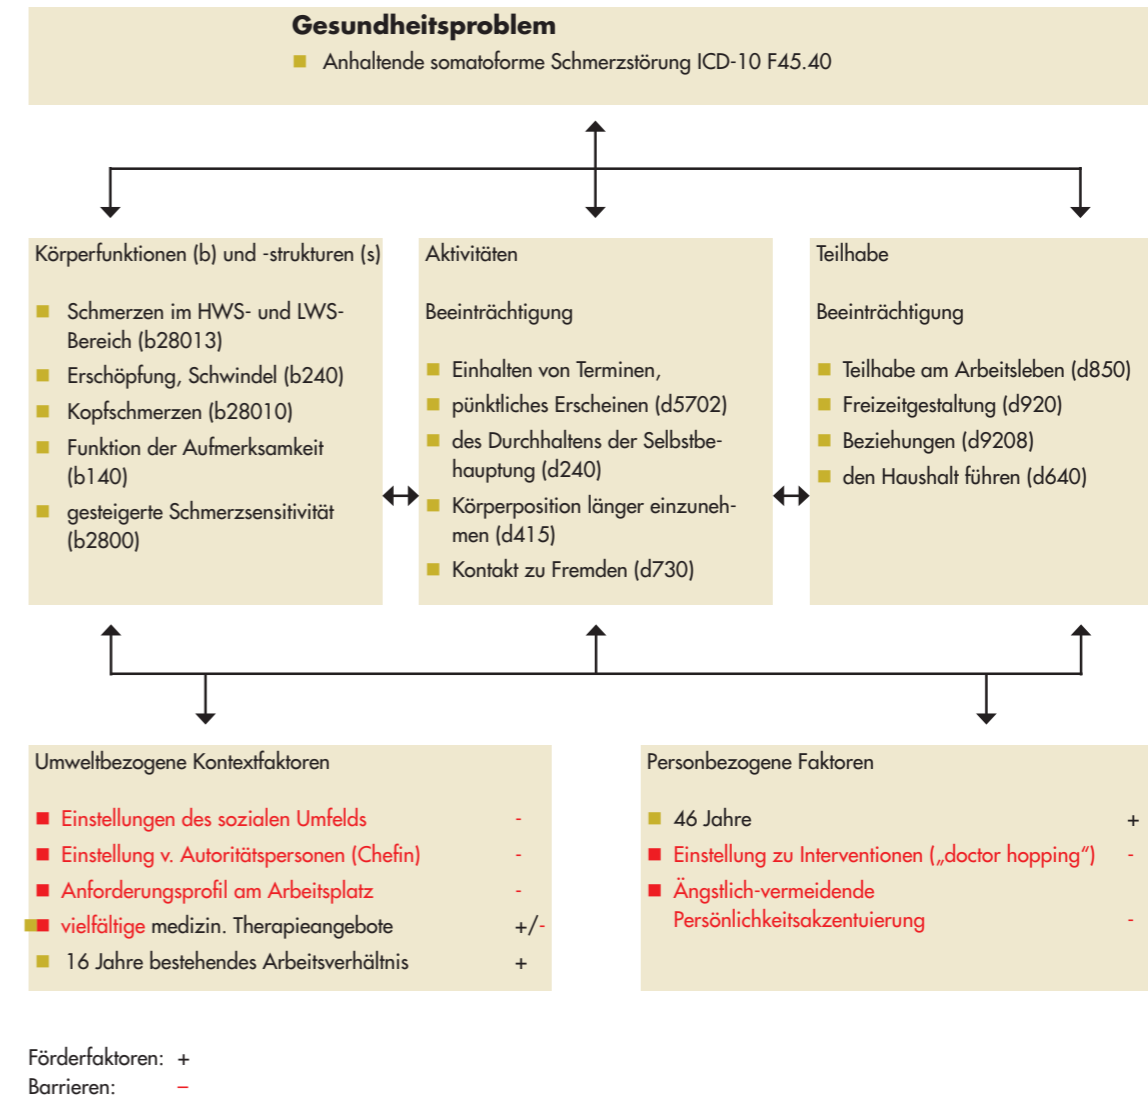 Gesundheitsproblem
Anhaltende somatoforme Schmerzstörung ICD-10 F45.40
Körperfunktionen (b) und -strukturen (s)
Schmerzen im HWS- und LWS-
Bereich (b28013)
Erschöpfung, Schwindel (b240)
Kopfschmerzen (b28010)
Funktion der Aufmerksamkeit
(b140)
gesteigerte Schmerzsensitivität
(b2800)
Aktivitäten
Beeinträchtigung
Einhalten von Terminen,
pünktliches Erscheinen (d5702)
des Durchhaltens der Selbstbe-
hauptung (d240)
Körperposition länger einzuneh-
men (d415)
Kontakt zu Fremden (d730)
Teilhabe
Beeinträchtigung
Teilhabe am Arbeitsleben (d850)
Freizeitgestaltung (d920)
Beziehungen (d9208)
den Haushalt führen (d640)
Umweltbezogene Kontextfaktoren
Einstellungen des sozialen Umfelds -
Einstellung v. Autoritätspersonen (Chefin) -
Anforderungsprofil am Arbeitsplatz -
vielfältige medizin. Therapieangebote +/-
16 Jahre bestehendes Arbeitsverhältnis +
Personbezogene Faktoren
46 Jahre +
Einstellung zu Interventionen („doctor hopping“) -
Ängstlich-vermeidende
Persönlichkeitsakzentuierung -
Förderfaktoren: +
Barrieren: –